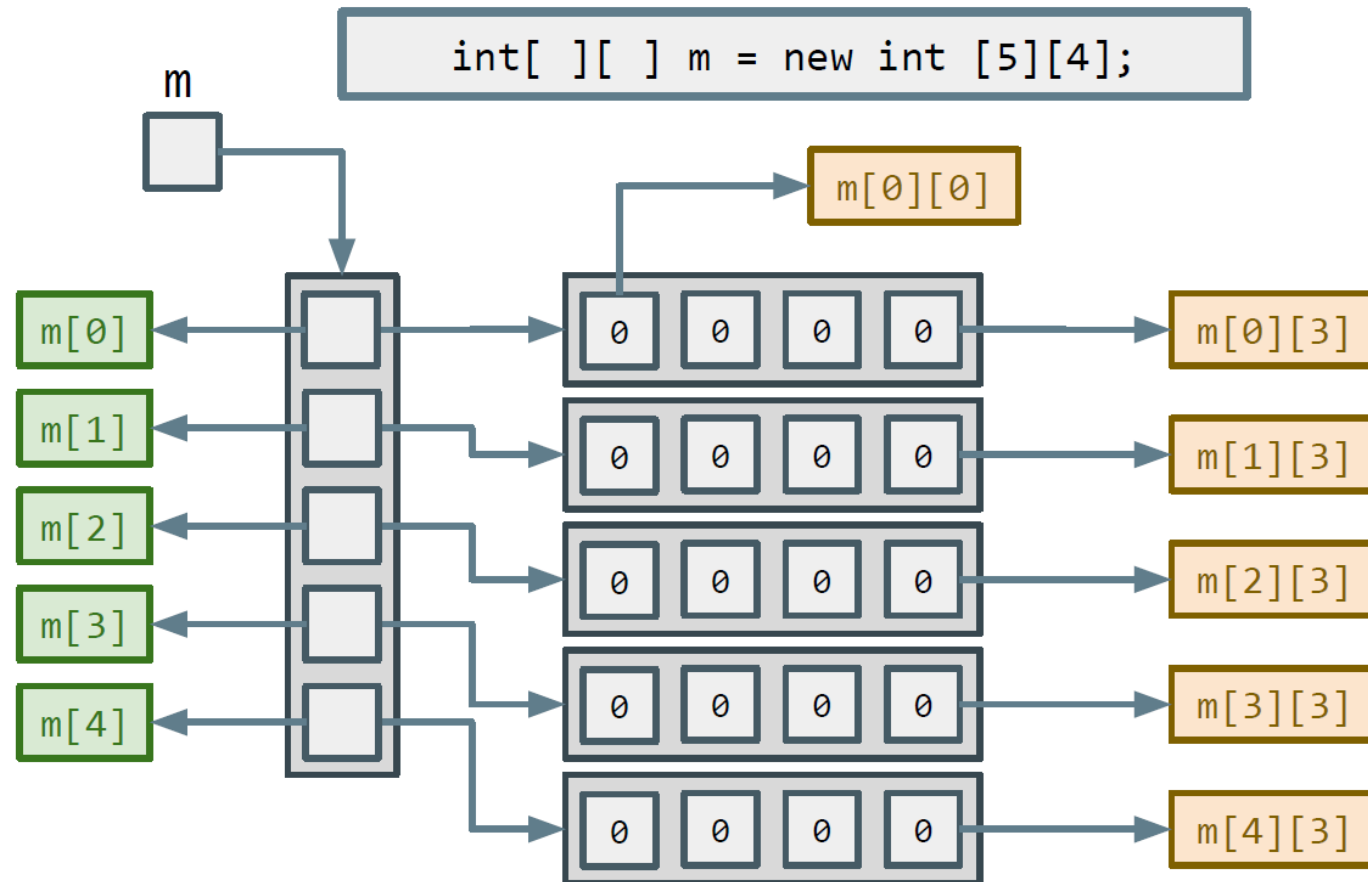 int[ ][ ] m = new int [5][4];
m
m[0][0]
m[0] 0 0 0 0 m[0][3]
m[1] 0 0 0 0 m[1][3]
m[2] 0 0 0 0 m[2][3]
m[3] 0 0 0 0 m[3][3]
m[4] 0 0 0 0 m[4][3]